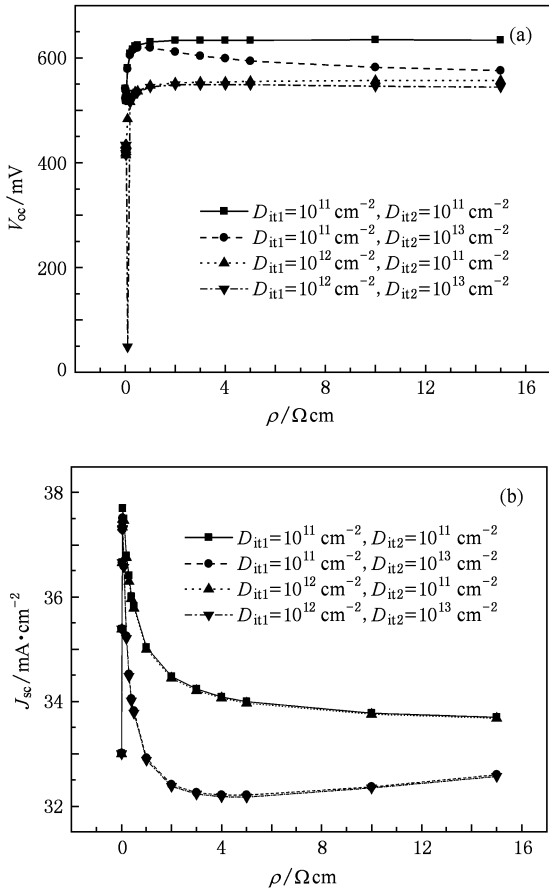 (a)
600
400
200
0
V_oc/mV
D_it1=10^11 cm^−2, D_it2=10^11 cm^−2
D_it1=10^11 cm^−2, D_it2=10^13 cm^−2
D_it1=10^12 cm^−2, D_it2=10^11 cm^−2
D_it1=10^12 cm^−2, D_it2=10^13 cm^−2
0 4 8 12 16
ρ/Ωcm
(b)
38
36
34
32
J_sc/mA•cm^−2
D_it1=10^11 cm^−2, D_it2=10^11 cm^−2
D_it1=10^11 cm^−2, D_it2=10^13 cm^−2
D_it1=10^12 cm^−2, D_it2=10^11 cm^−2
D_it1=10^12 cm^−2, D_it2=10^13 cm^−2
0 4 8 12 16
ρ/Ωcm